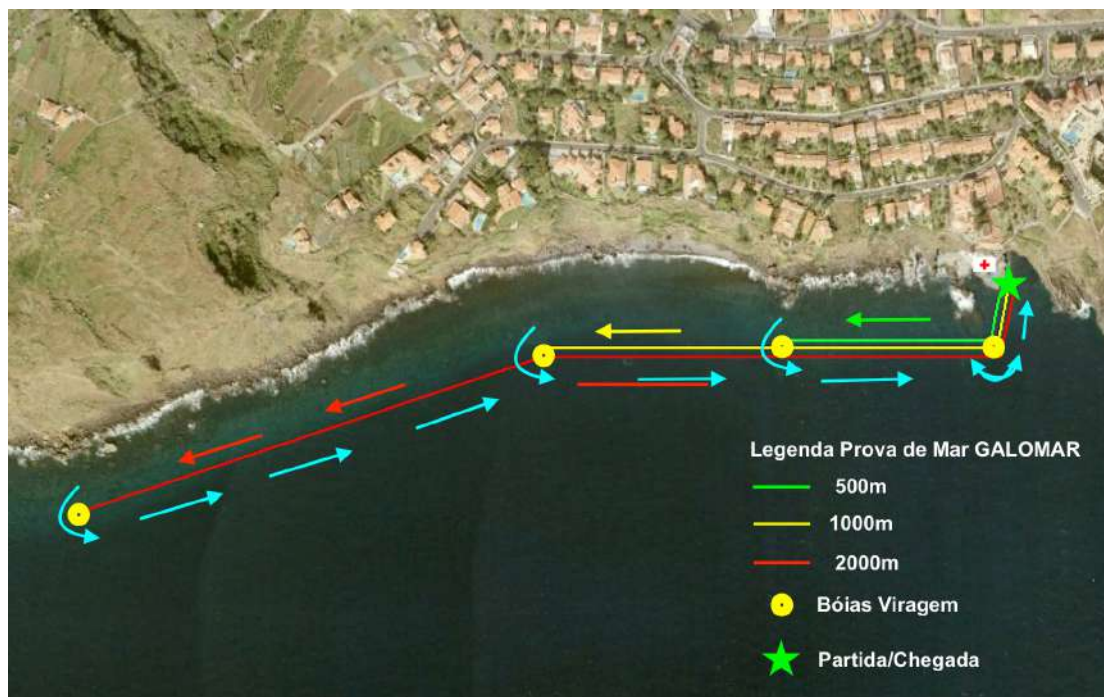 Legenda Prova de Mar GALOMAR
500m
1000m
2000m
Bóias Viragem
Partida/Chegada